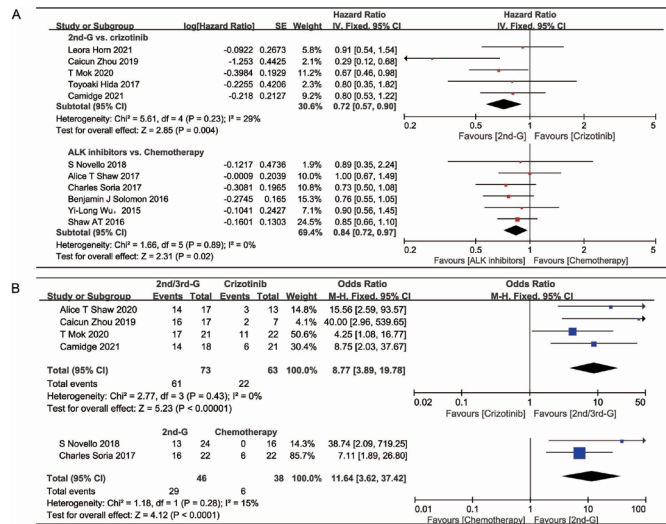 A
Hazard Ratio Hazard Ratio
Study or Subgroup log[Hazard Ratio] SE Weight IV. Fixed. 95% CI IV. Fixed. 95% CI
2nd-G vs. crizotinib
Leora Horn 2021 -0.0922 0.2673 5.8% 0.91 [0.54, 1.54]
Caicun Zhou 2019 -1.253 0.4425 2.1% 0.29 [0.12, 0.68]
T Mok 2020 -0.3984 0.1929 11.2% 0.67 [0.46, 0.98]
Toyoaki Hida 2017 -0.2255 0.4206 2.3% 0.80 [0.35, 1.82]
Camidge 2021 -0.218 0.2127 9.2% 0.80 [0.53, 1.22]
Subtotal (95% CI) 30.6% 0.72 [0.57, 0.90]
Heterogeneity: Chi² = 5.61, df = 4 (P = 0.23); I² = 29%
Test for overall effect: Z = 2.85 (P = 0.004)
0.2 0.5 1 2
Favours [2nd-G] Favours [Crizotinib]
ALK inhibitors vs. Chemotherapy
S Novello 2018 -0.1217 0.4736 1.9% 0.89 [0.35, 2.24]
Alice T Shaw 2017 -0.0009 0.2039 10.0% 1.00 [0.67, 1.49]
Charles Soria 2017 -0.3081 0.1965 10.8% 0.73 [0.50, 1.08]
Benjamin J Solomon 2016 -0.2745 0.165 15.3% 0.76 [0.55, 1.05]
Yi-Long Wu，2015 -0.1041 0.2427 7.1% 0.90 [0.56, 1.45]
Shaw AT 2016 -0.1601 0.1303 24.5% 0.85 [0.66, 1.10]
Subtotal (95% CI) 69.4% 0.84 [0.72, 0.97]
Heterogeneity: Chi² = 1.66, df = 5 (P = 0.89); I² = 0%
Test for overall effect: Z = 2.31 (P = 0.02)
Favours [ALK inhibitors] Favours [Chemotherapy]
0.2 0.5 1 2
B
2nd/3rd-G Crizotinib Odds Ratio Odds Ratio
Study or Subgroup Events Total Events Total Weight M-H. Fixed. 95% CI M-H. Fixed. 95% CI
Alice T Shaw 2020 14 17 3 13 14.8% 15.56 [2.59, 93.57]
Caicun Zhou 2019 16 17 2 7 4.1% 40.00 [2.96, 539.65]
T Mok 2020 17 21 11 22 52.2% 4.25 [1.08, 16.77]
Camidge 2021 14 18 6 21 28.9% 8.75 [2.03, 37.67]
Total (95% CI) 73 63 100.0% 8.77 [3.89, 19.78]
Total events 61 22
Heterogeneity: Chi² = 2.77, df = 3 (P = 0.43); I² = 0%
Test for overall effect: Z = 5.23 (P < 0.00001)
0.02 0.1 1 10 50
Favours [Crizotinib] Favours [2nd/3rd-G]
2nd-G Chemotherapy
S Novello 2018 13 24 0 16 14.3% 38.74 [2.09, 719.25]
Charles Soria 2017 16 22 6 22 85.7% 7.11 [1.89, 26.80]
Total (95% CI) 46 38 100.0% 11.64 [3.62, 37.42]
Total events 29 6
Heterogeneity: Chi² = 1.18, df = 1 (P = 0.28); I² = 15%
Test for overall effect: Z = 4.12 (P < 0.0001)
0.01 0.1 1 10 100
Favours [Chemotherapy] Favours [2nd-G]